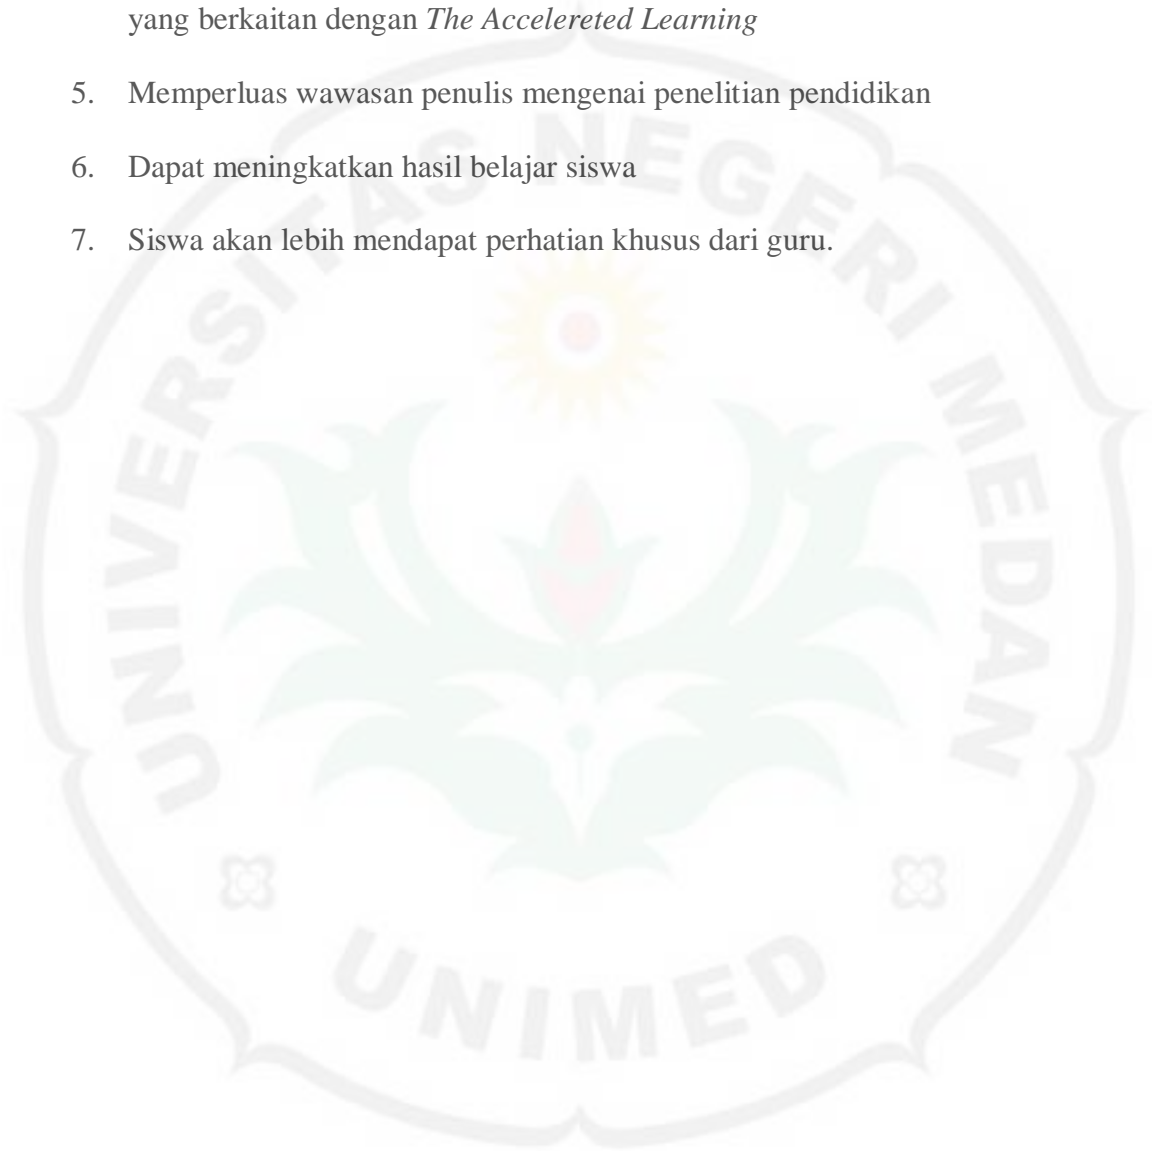 yang berkaitan dengan The Accelereted Learning
5. Memperluas wawasan penulis mengenai penelitian pendidikan
6. Dapat meningkatkan hasil belajar siswa
7. Siswa akan lebih mendapat perhatian khusus dari guru.
UNIVERSITAS NEGERI MEDAN
UNIMED